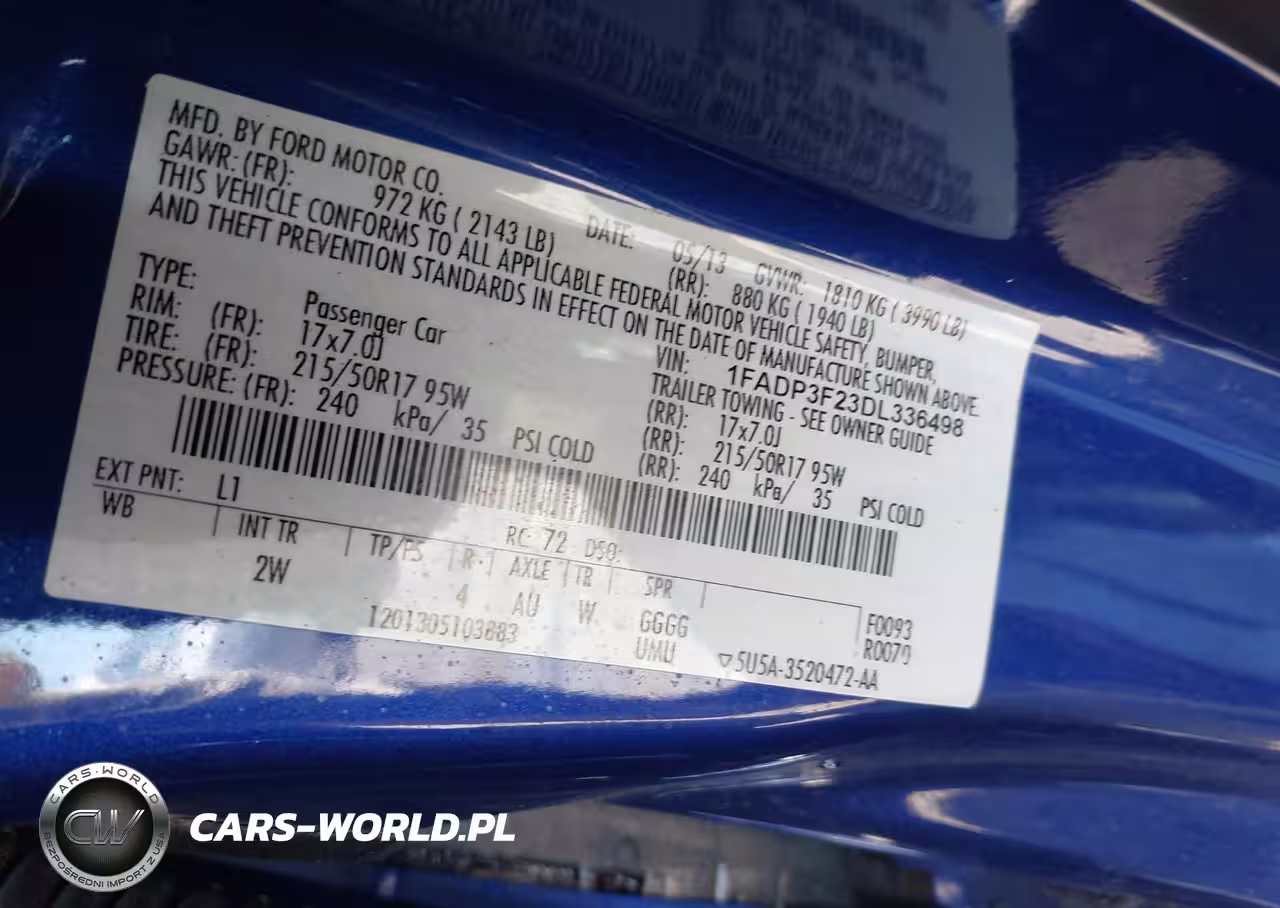 MFD. BY FORD MOTOR CO. DATE: 05/13 GVWR: 1810 KG ( 3990 LB)
GAWR: (FR): 972 KG ( 2143 LB) (RR): 880 KG ( 1940 LB)
THIS VEHICLE CONFORMS TO ALL APPLICABLE FEDERAL MOTOR VEHICLE SAFETY, BUMPER,
AND THEFT PREVENTION STANDARDS IN EFFECT ON THE DATE OF MANUFACTURE SHOWN ABOVE.
VIN: 1FADP3F23DL336498
TYPE: Passenger Car TRAILER TOWING - SEE OWNER GUIDE
RIM: (FR): 17x7.0J (RR): 17x7.0J
TIRE: (FR): 215/50R17 95W (RR): 215/50R17 95W
PRESSURE: (FR): 240 kPa/ 35 PSI COLD (RR): 240 kPa/ 35 PSI COLD
EXT PNT: L1 RC: 72 DSO:
WB INT TR TP/PS R AXLE TR SPR
2W 4 AU W GGGG F0093
1201305103883 UMU R0079
5U5A-3520472-AA
CARS-WORLD
CW
BEZPOŚREDNI IMPORT Z USA
CARS-WORLD.PL